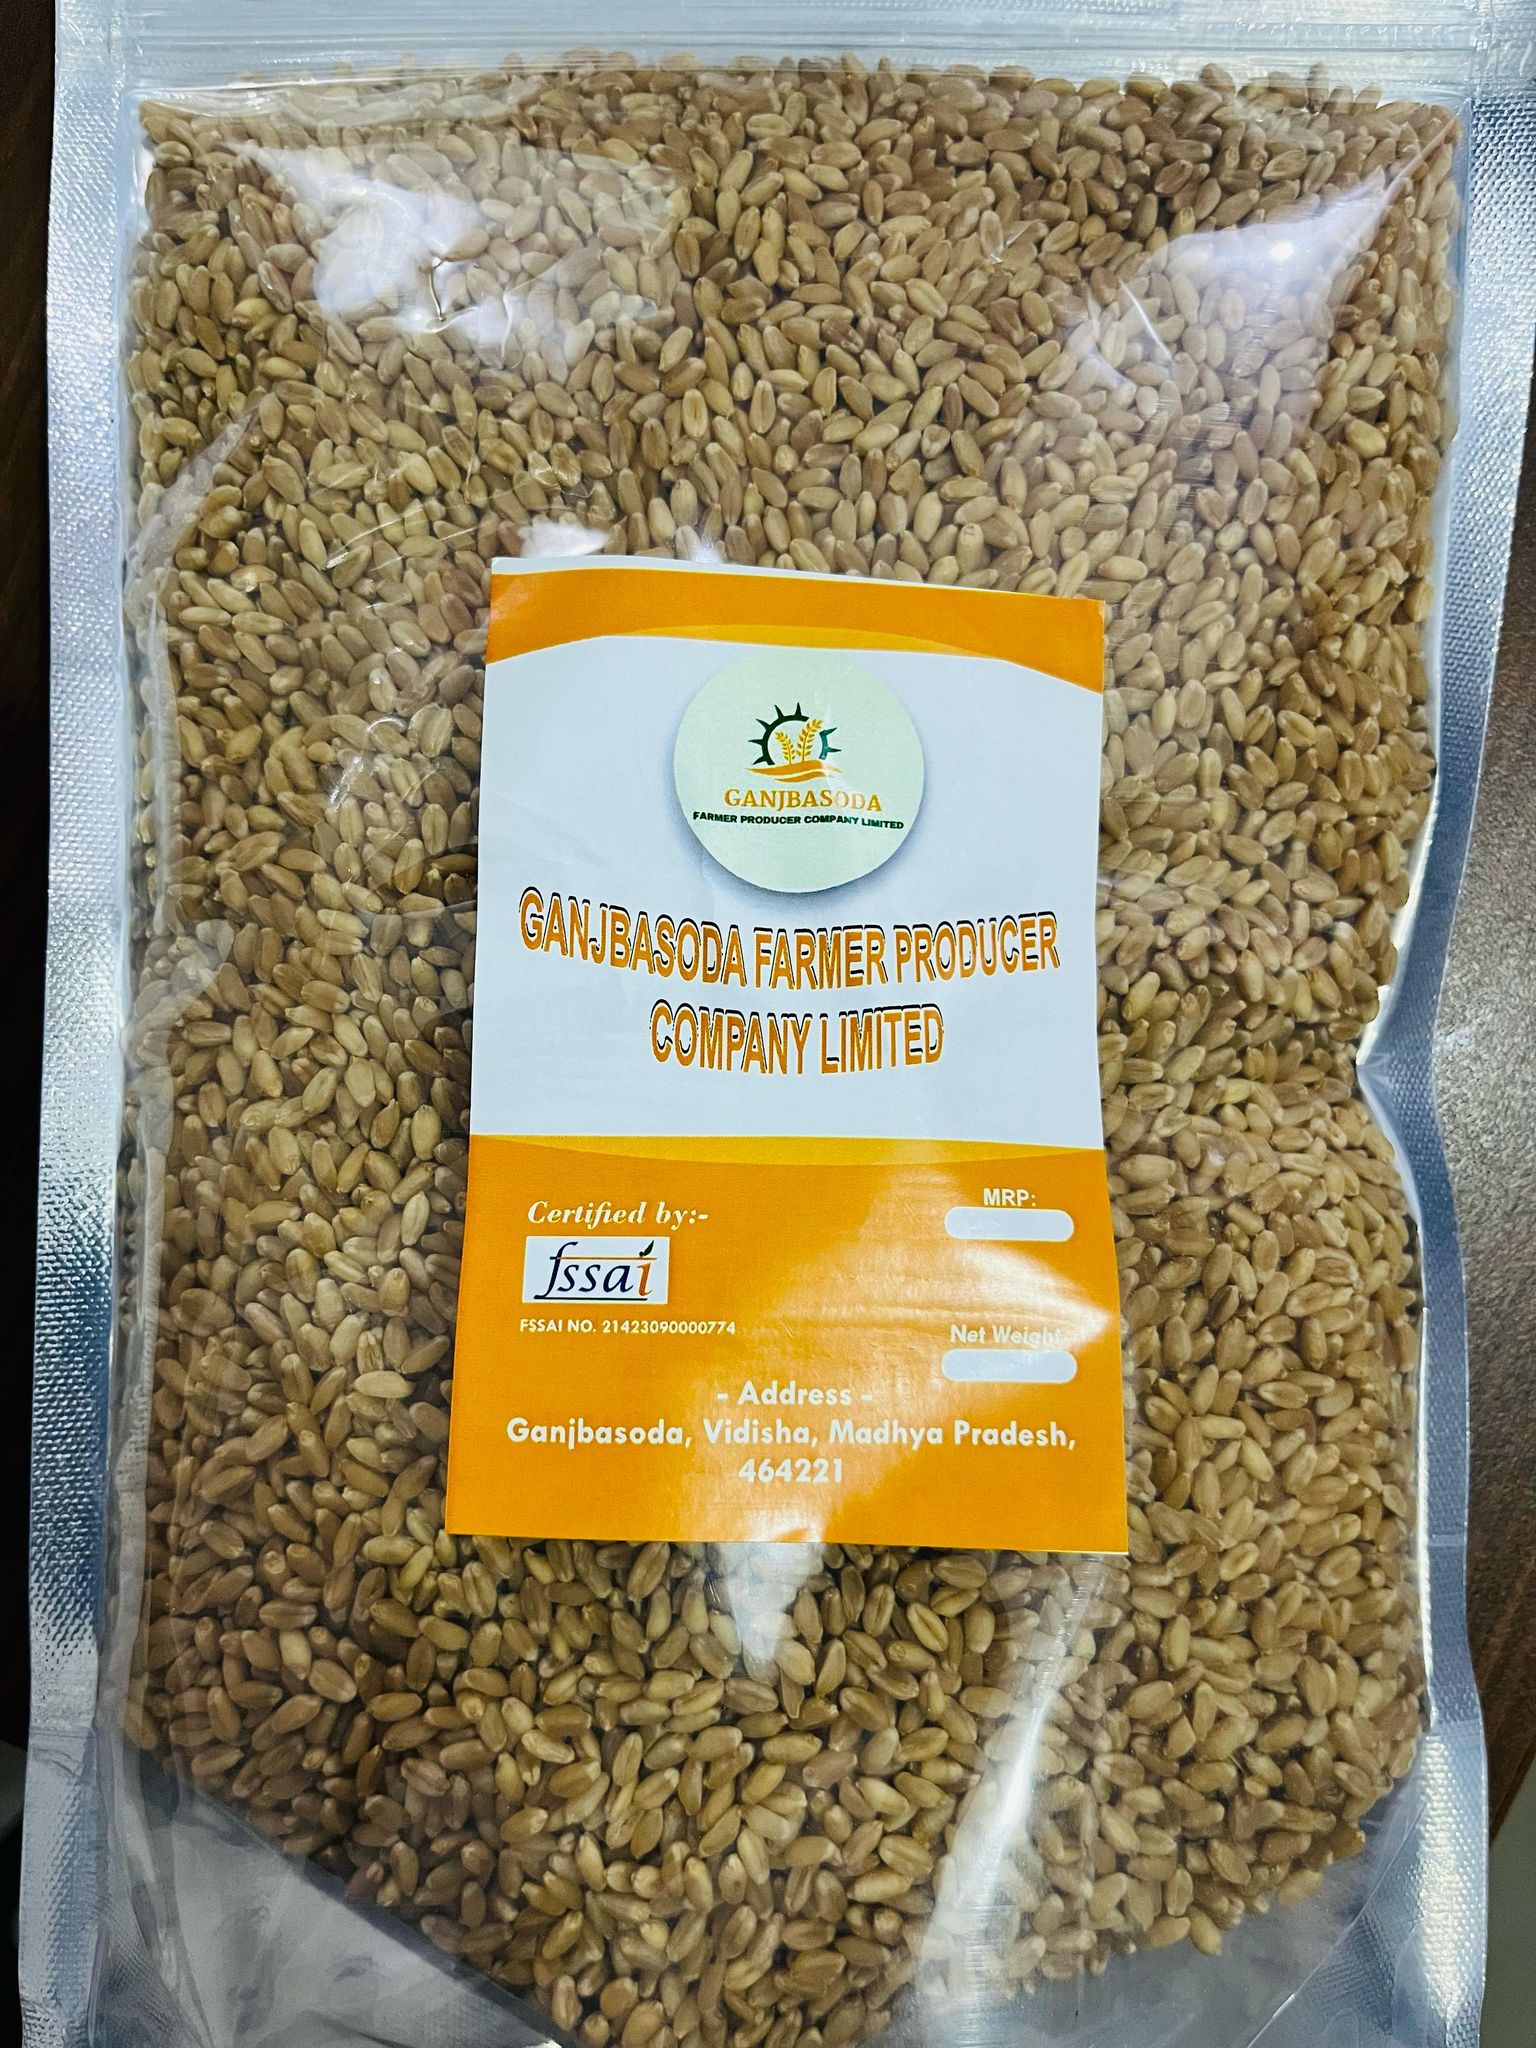 GANJBASODA
FARMER PRODUCER COMPANY LIMITED
GANJBASODA FARMER PRODUCER
COMPANY LIMITED
Certified by:-
fssai
FSSAI NO. 21423090000774
MRP:
Net Weight
- Address -
Ganjbasoda, Vidisha, Madhya Pradesh,
464221